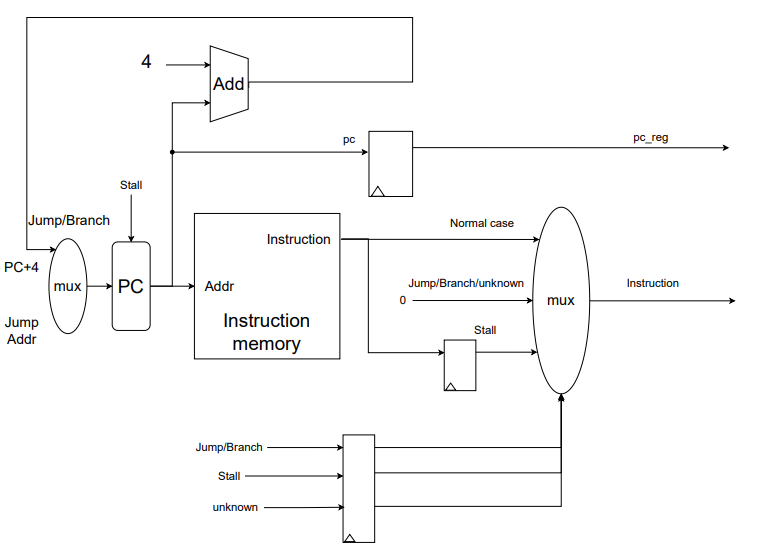 4
Add
pc
pc_reg
Stall
Jump/Branch
Normal case
Instruction
PC+4
mux
PC
Addr
Jump/Branch/unknown
0
mux
Instruction
Instruction
memory
Jump
Addr
Stall
Jump/Branch
Stall
unknown